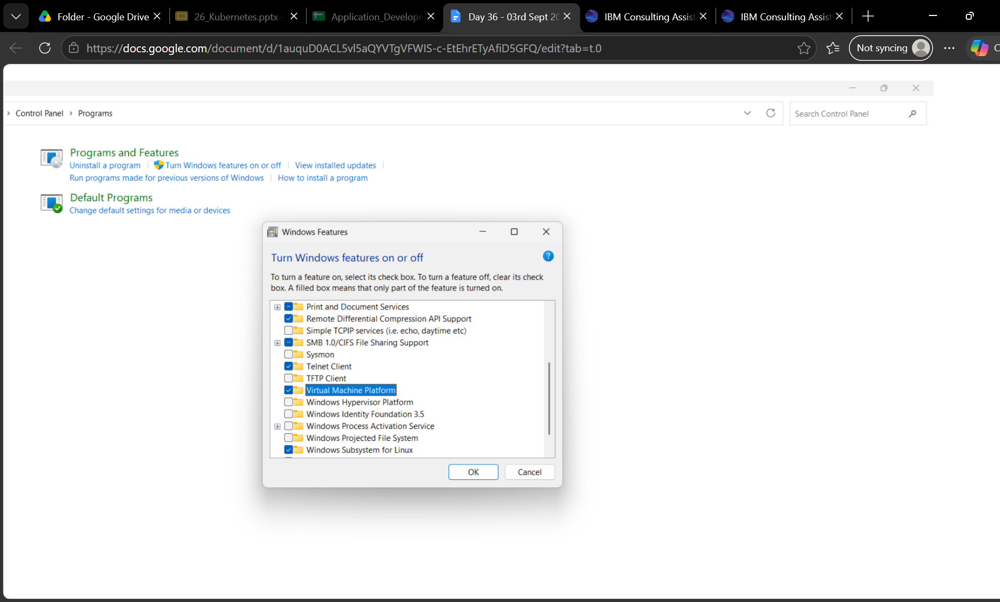 Folder - Google Drive
26_Kubernetes.pptx -
Application_Develope
Day 36 - 03rd Sept 20
IBM Consulting Assist
IBM Consulting Assist
https://docs.google.com/document/d/1auquD0ACL5vl5aQYVTgVFWIS-c-EtEhrETyAfiD5GFQ/edit?tab=t.0
Not syncing
C
Control Panel > Programs
Search Control Panel
Programs and Features
Uninstall a program
Turn Windows features on or off
View installed updates
Run programs made for previous versions of Windows
How to install a program
Default Programs
Change default settings for media or devices
Windows Features
Turn Windows features on or off
?
To turn a feature on, select its check box. To turn a feature off, clear its check
box. A filled box means that only part of the feature is turned on.
Print and Document Services
Remote Differential Compression API Support
Simple TCPIP services (i.e. echo, daytime etc)
SMB 1.0/CIFS File Sharing Support
Sysmon
Telnet Client
TFTP Client
Virtual Machine Platform
Windows Hypervisor Platform
Windows Identity Foundation 3.5
Windows Process Activation Service
Windows Projected File System
Windows Subsystem for Linux
OK
Cancel